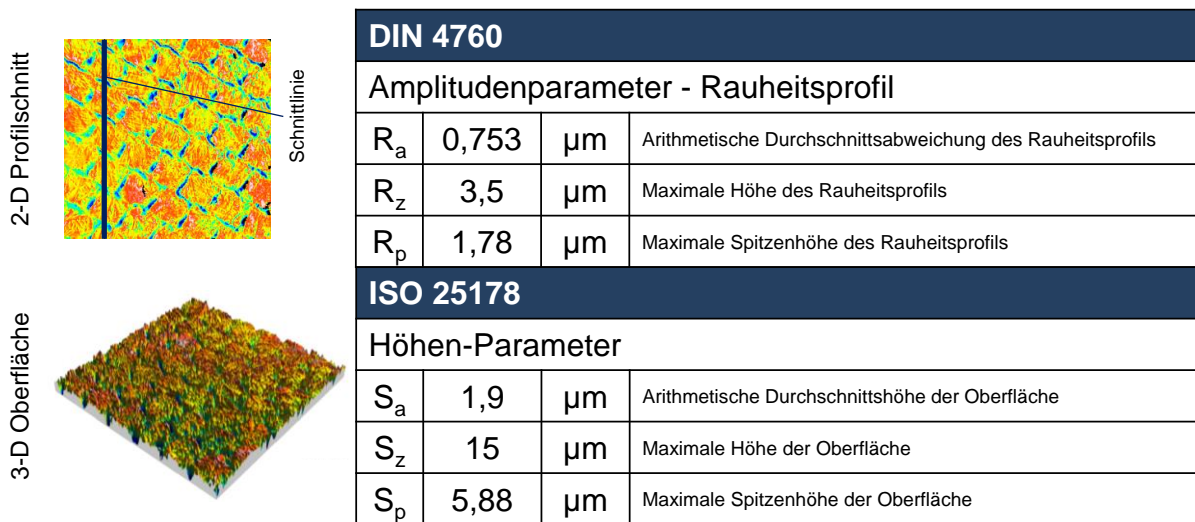 2-D Profilschnitt
Schnittlinie
3-D Oberfläche
DIN 4760
Amplitudenparameter - Rauheitsprofil
Ra 0,753 µm Arithmetische Durchschnittsabweichung des Rauheitsprofils
Rz 3,5 µm Maximale Höhe des Rauheitsprofils
Rp 1,78 µm Maximale Spitzenhöhe des Rauheitsprofils
ISO 25178
Höhen-Parameter
Sa 1,9 µm Arithmetische Durchschnittshöhe der Oberfläche
Sz 15 µm Maximale Höhe der Oberfläche
Sp 5,88 µm Maximale Spitzenhöhe der Oberfläche